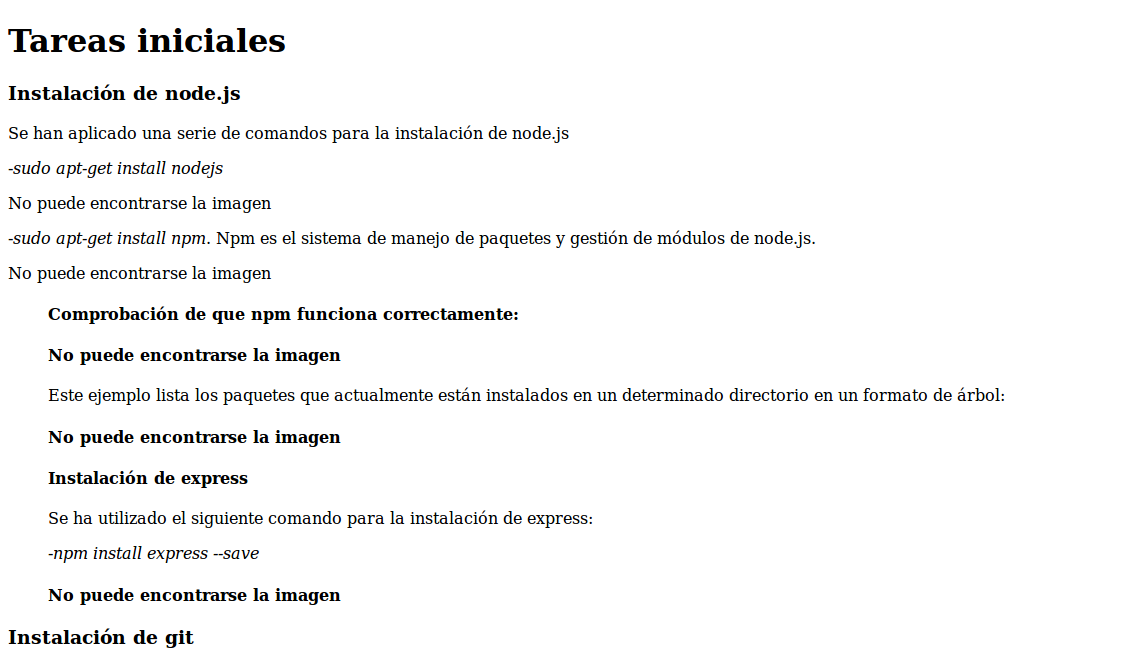 Tareas iniciales
Instalación de node.js
Se han aplicado una serie de comandos para la instalación de node.js
-sudo apt-get install nodejs
No puede encontrarse la imagen
-sudo apt-get install npm. Npm es el sistema de manejo de paquetes y gestión de módulos de node.js.
No puede encontrarse la imagen
Comprobación de que npm funciona correctamente:
No puede encontrarse la imagen
Este ejemplo lista los paquetes que actualmente están instalados en un determinado directorio en un formato de árbol:
No puede encontrarse la imagen
Instalación de express
Se ha utilizado el siguiente comando para la instalación de express:
-npm install express --save
No puede encontrarse la imagen
Instalación de git